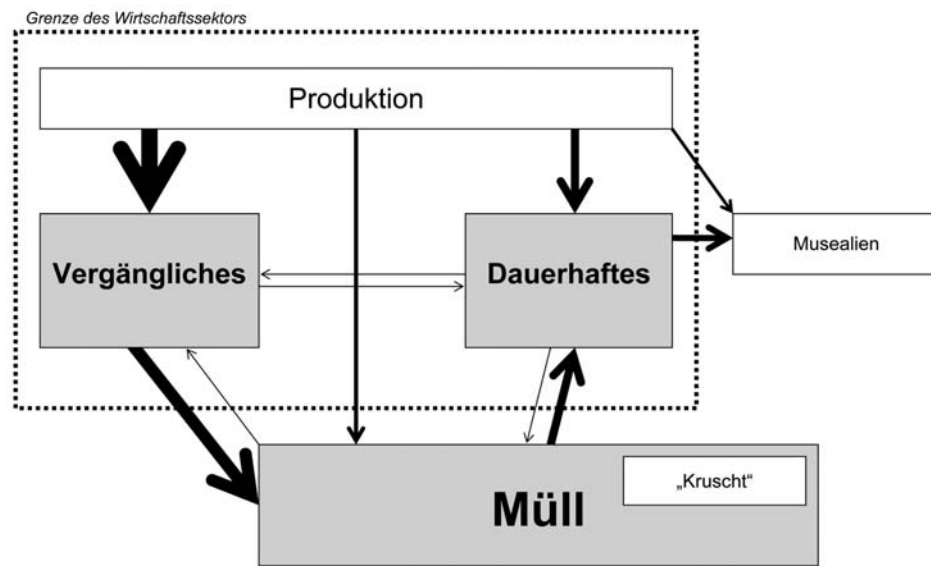 Grenze des Wirtschaftssektors
Produktion
Vergängliches
Dauerhaftes
Musealien
„Kruscht“
Müll